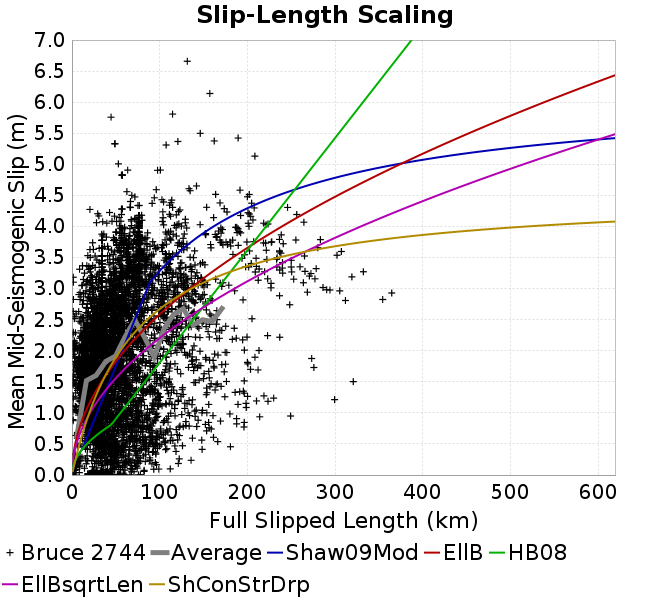 Slip-Length Scaling
Mean Mid-Seismogenic Slip (m)
7.0
6.5
6.0
5.5
5.0
4.5
4.0
3.5
3.0
2.5
2.0
1.5
1.0
0.5
0.0
0 100 200 300 400 500 600
Full Slipped Length (km)
Bruce 2744 Average Shaw09Mod EllB HB08
EllBsqrtLen ShConStrDrp